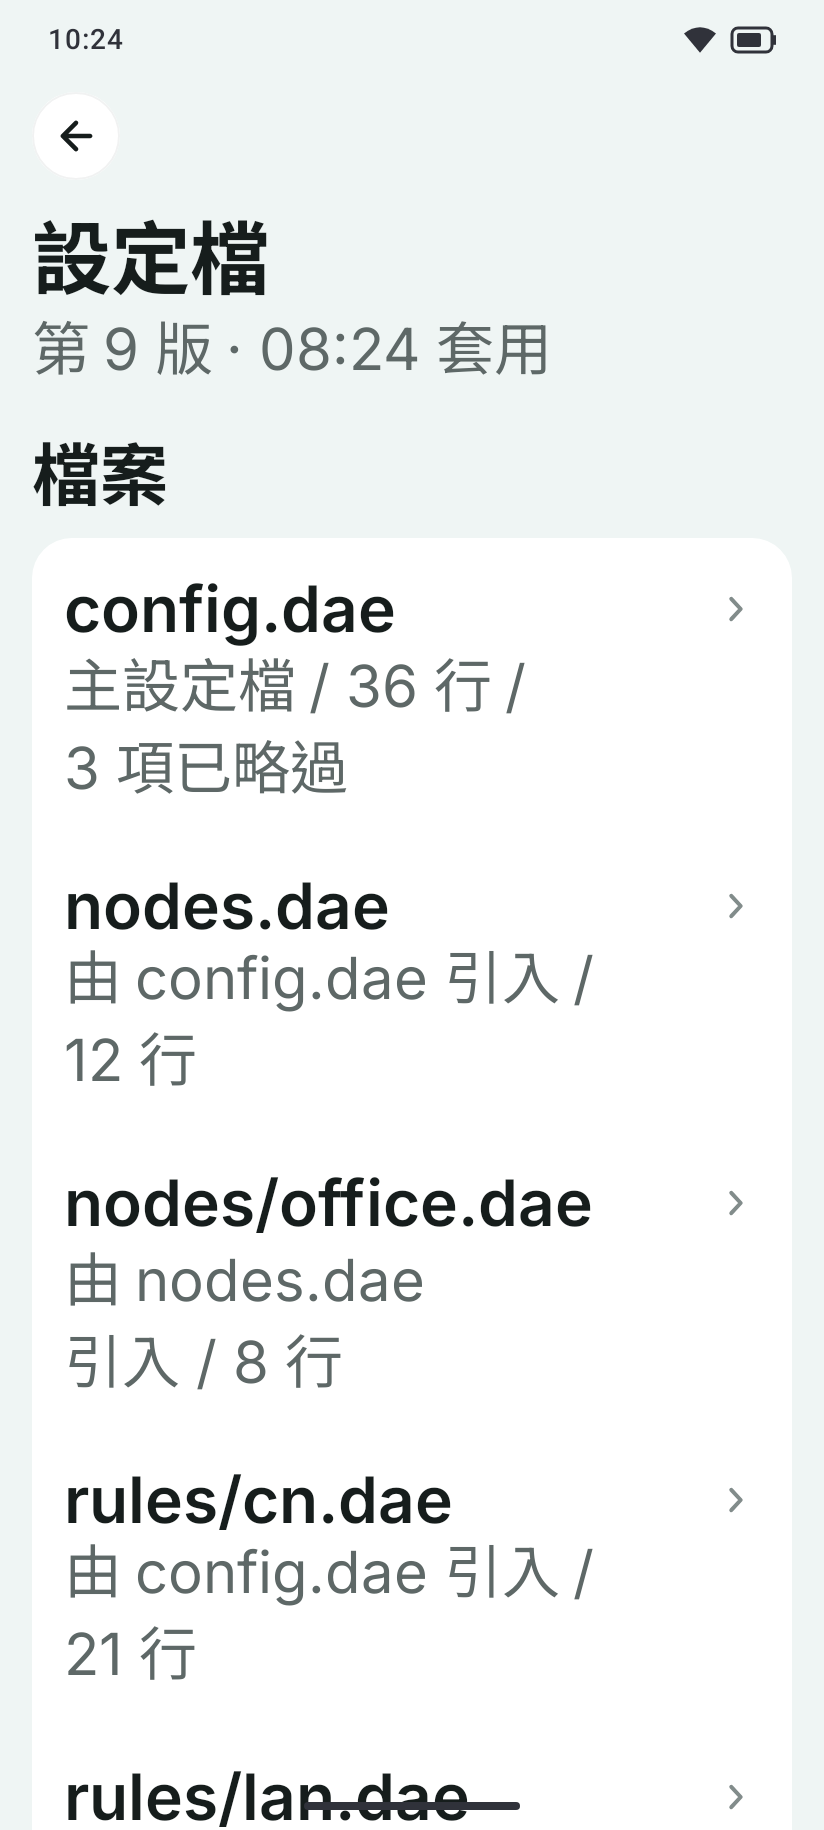 10:24
設定檔
第 9 版 · 08:24 套用
檔案
config.dae
主設定檔 / 36 行 /
3 項已略過
nodes.dae
由 config.dae 引入 /
12 行
nodes/office.dae
由 nodes.dae
引入 / 8 行
rules/cn.dae
由 config.dae 引入 /
21 行
rules/lan.dae